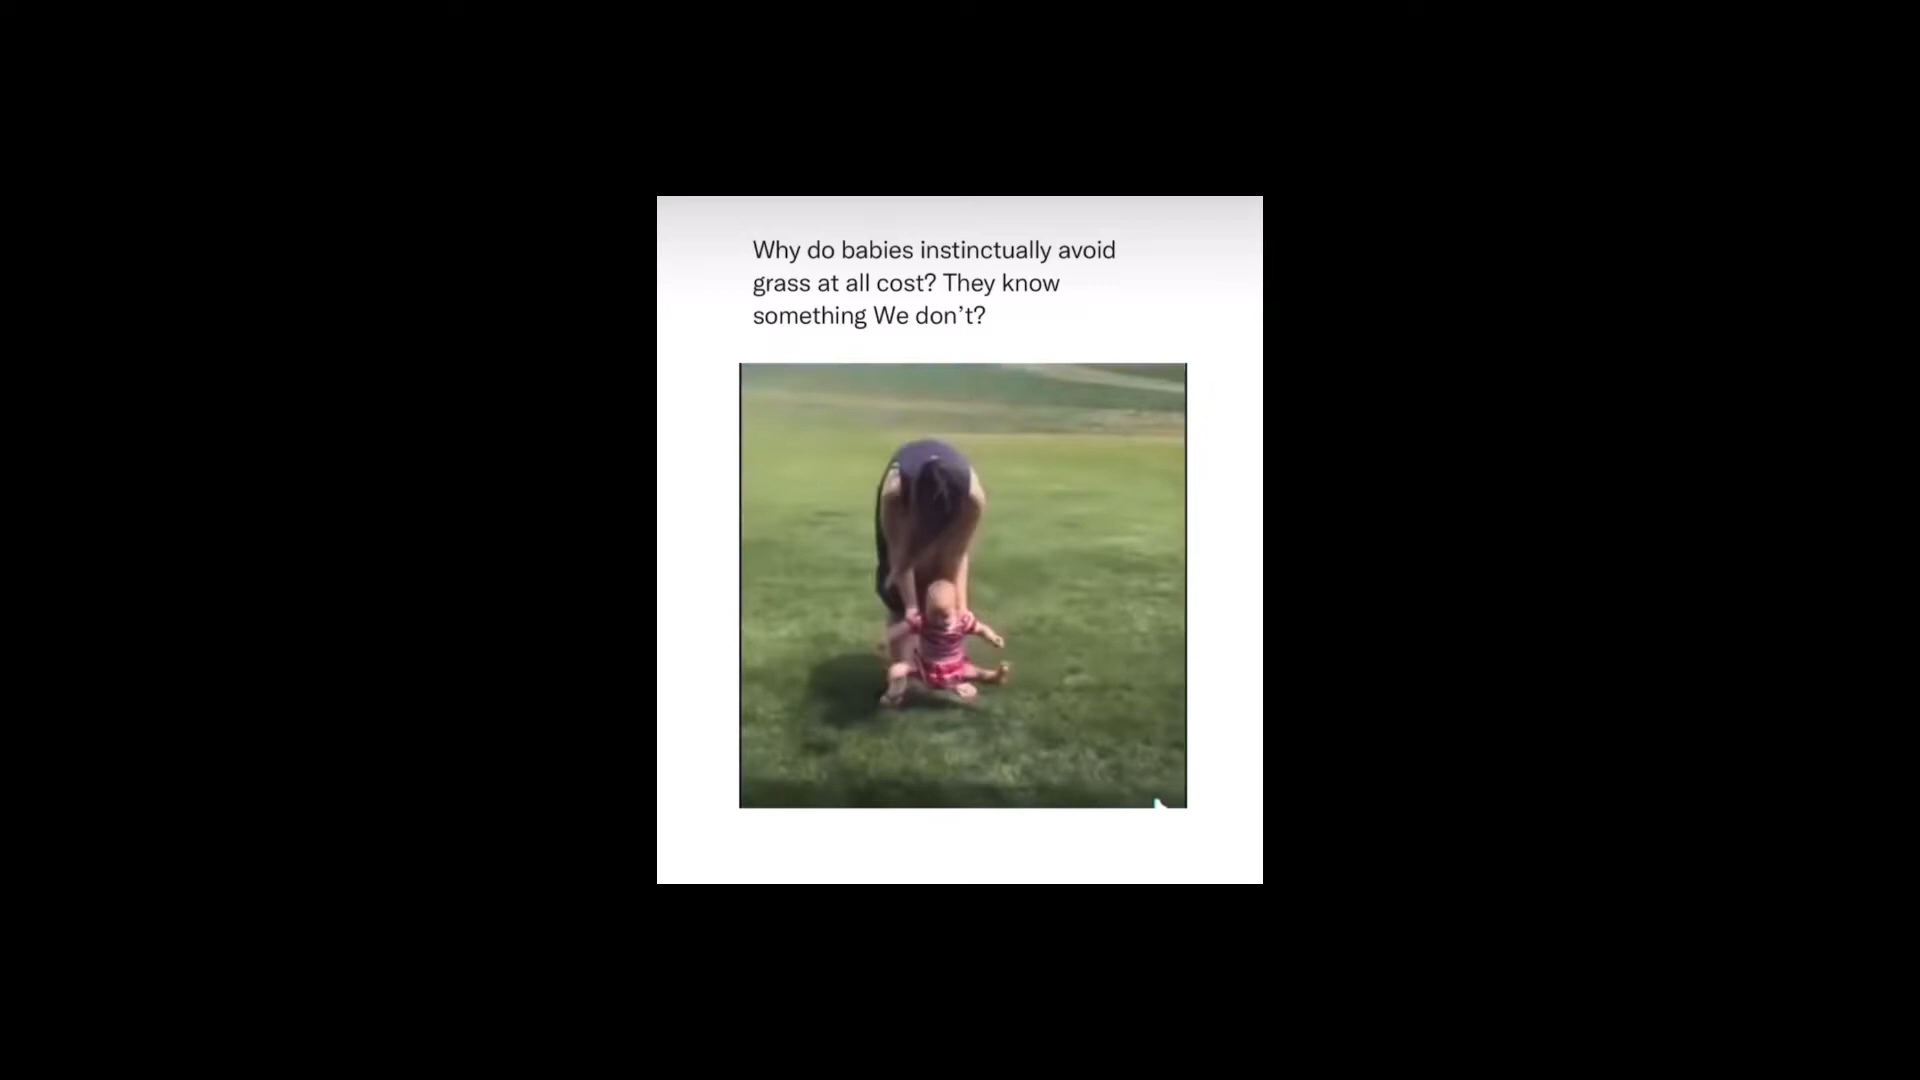 Why do babies instinctually avoid
grass at all cost? They know
something We don’t?